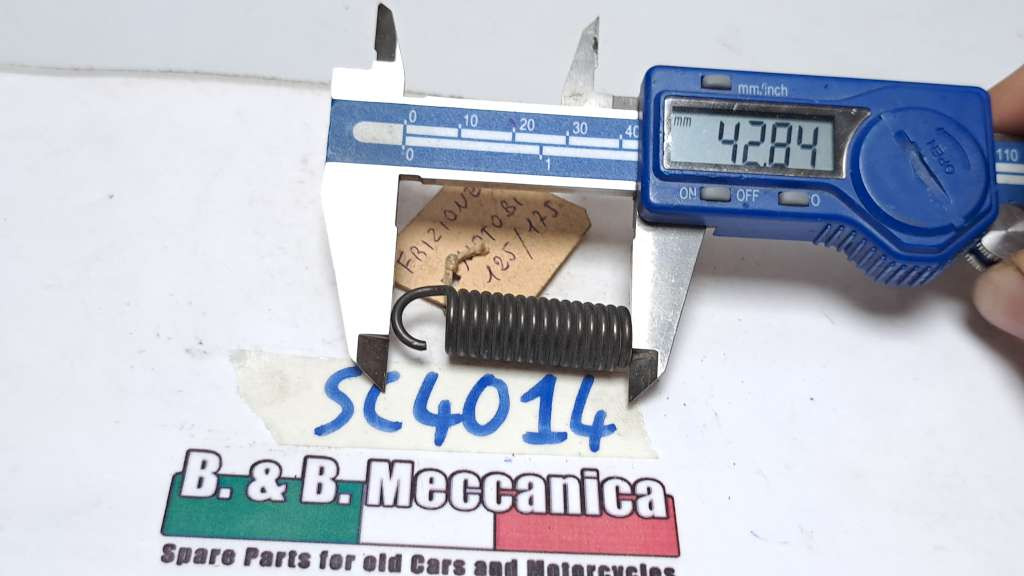 mm/inch
mm 42.84
ON OFF
0 10 20 30 40
0 1
110
OPEN
FRIZIONE
MOTOBI
125/175
SC4014
B. & B. Meccanica
Spare Parts for old Cars and Motorcycles